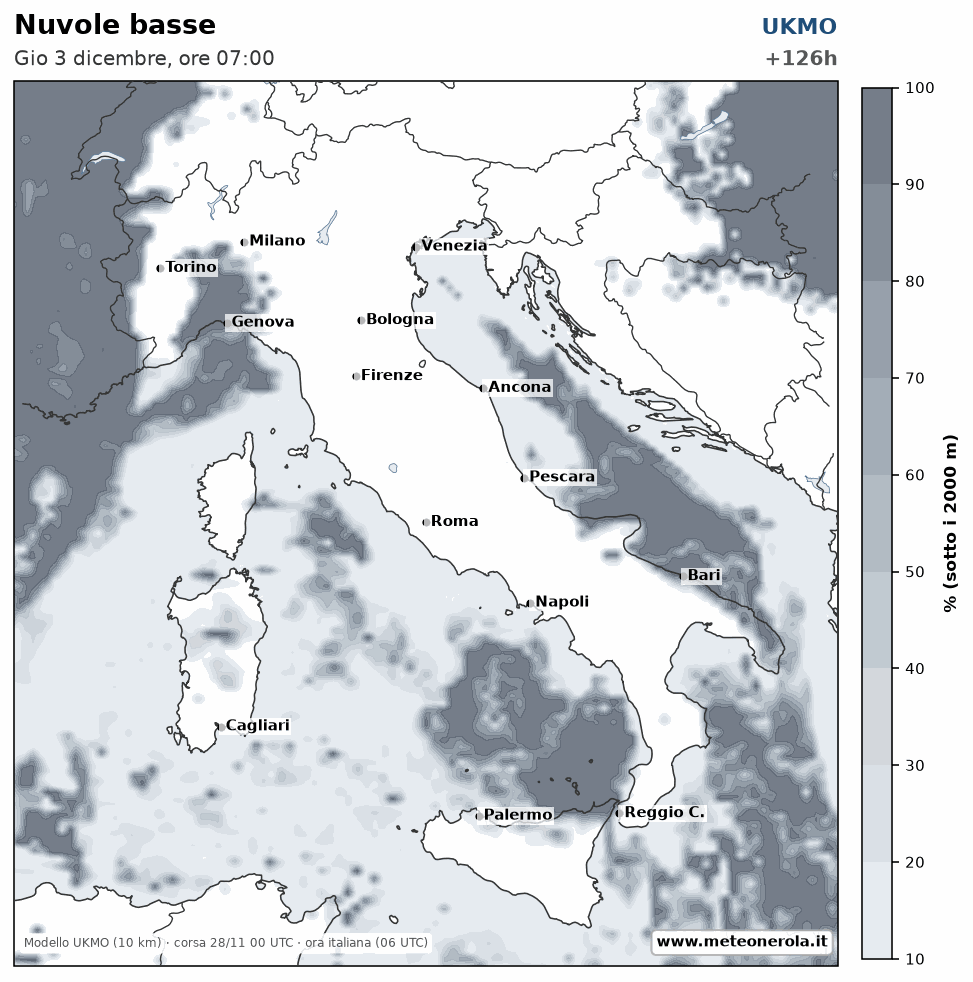 Nuvole basse
UKMO
Gio 3 dicembre, ore 07:00
+126h
Milano
Venezia
Torino
Genova
Bologna
Firenze
Ancona
Pescara
Roma
Bari
Napoli
Cagliari
Palermo
Reggio C.
Modello UKMO (10 km) · corsa 28/11 00 UTC · ora italiana (06 UTC)
www.meteonerola.it
100
90
80
70
60
50
40
30
20
10
% (sotto i 2000 m)